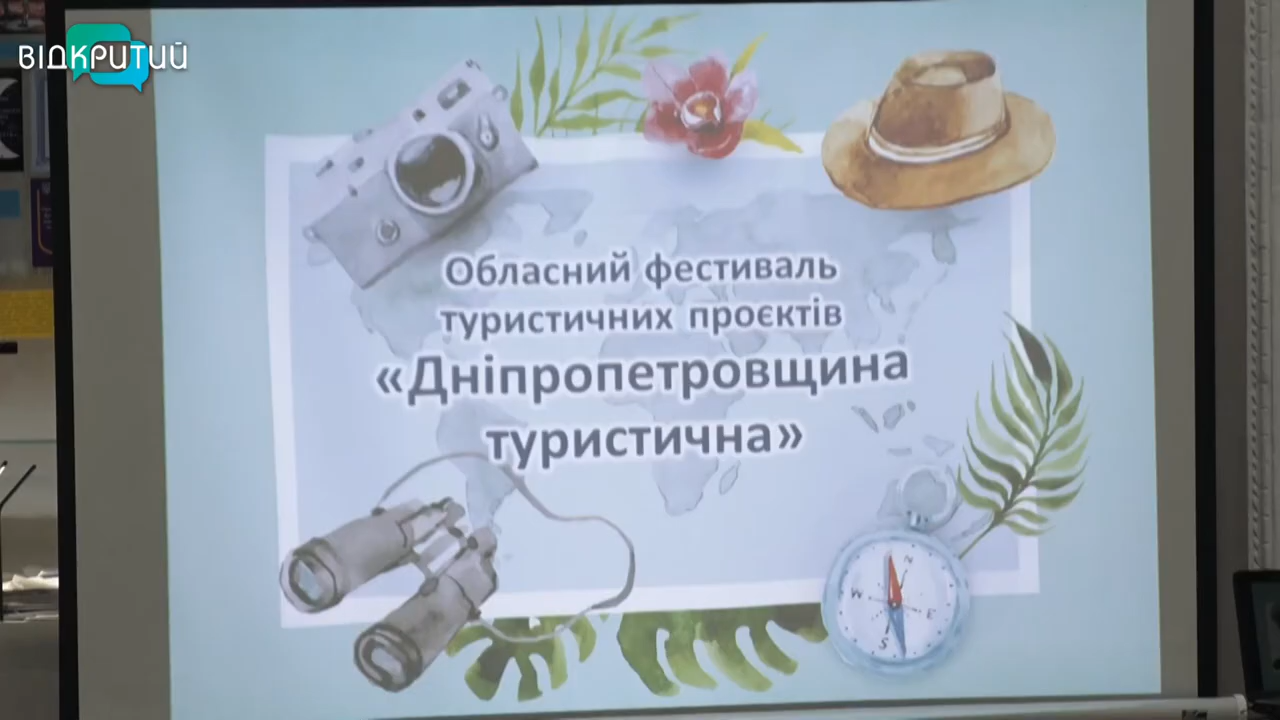 ВІДКРИТИЙ
Обласний фестиваль
туристичних проєктів
«Дніпропетровщина
туристична»
N
W
E
S